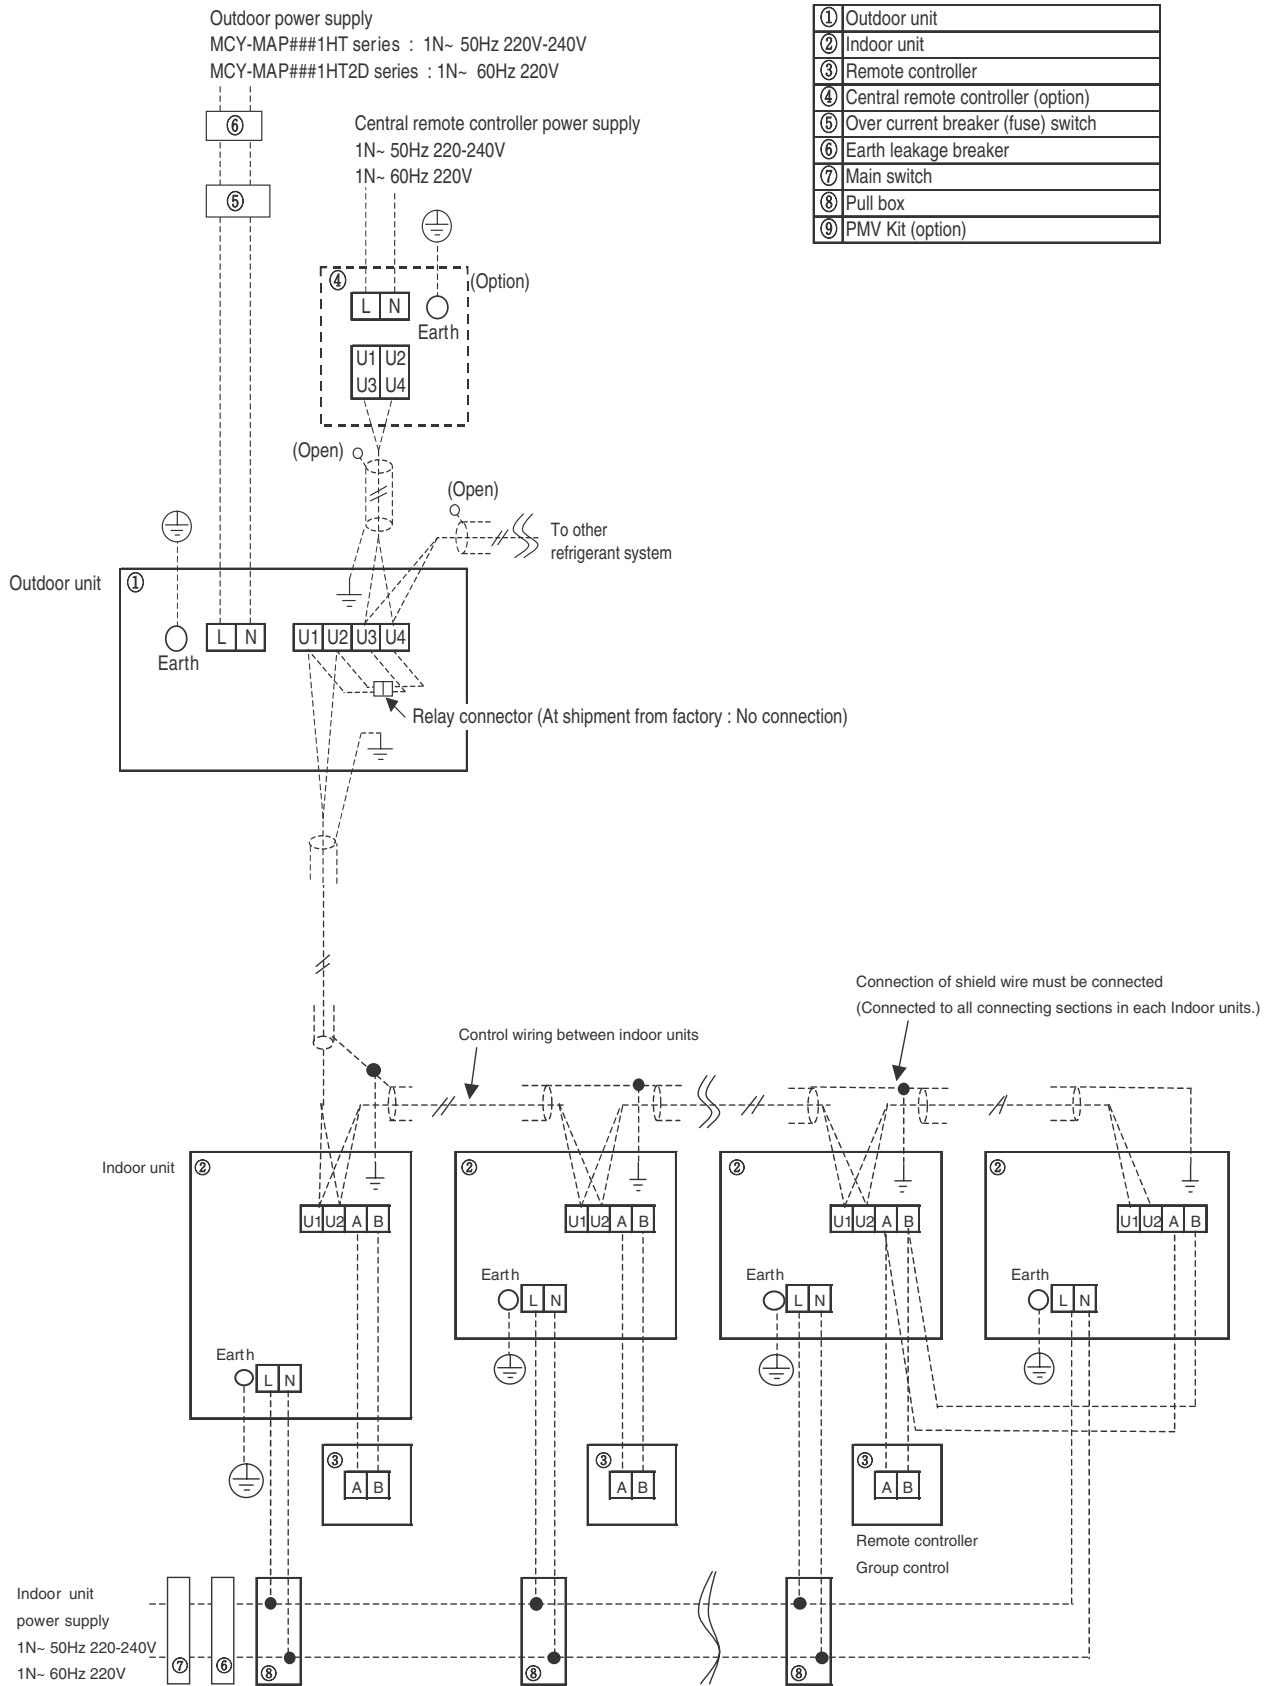 Outdoor power supply
MCY-MAP###1HT series : 1N~ 50Hz 220V-240V
MCY-MAP###1HT2D series : 1N~ 60Hz 220V
① Outdoor unit
② Indoor unit
③ Remote controller
④ Central remote controller (option)
⑤ Over current breaker (fuse) switch
⑥ Earth leakage breaker
⑦ Main switch
⑧ Pull box
⑨ PMV Kit (option)
⑥
⑤
Central remote controller power supply
1N~ 50Hz 220-240V
1N~ 60Hz 220V
④
(Option)
L N
Earth
U1 U2
U3 U4
(Open)
(Open)
To other
refrigerant system
Outdoor unit
①
Earth
L N
U1 U2 U3 U4
Relay connector (At shipment from factory : No connection)
Connection of shield wire must be connected
(Connected to all connecting sections in each Indoor units.)
Control wiring between indoor units
Indoor unit
②
U1 U2 A B
Earth
L N
③
A B
②
U1 U2 A B
Earth
L N
③
A B
②
U1 U2 A B
Earth
L N
③
A B
Remote controller
Group control
②
U1 U2 A B
Earth
L N
Indoor unit
power supply
1N~ 50Hz 220-240V
1N~ 60Hz 220V
⑦
⑥
⑧
⑧
⑧